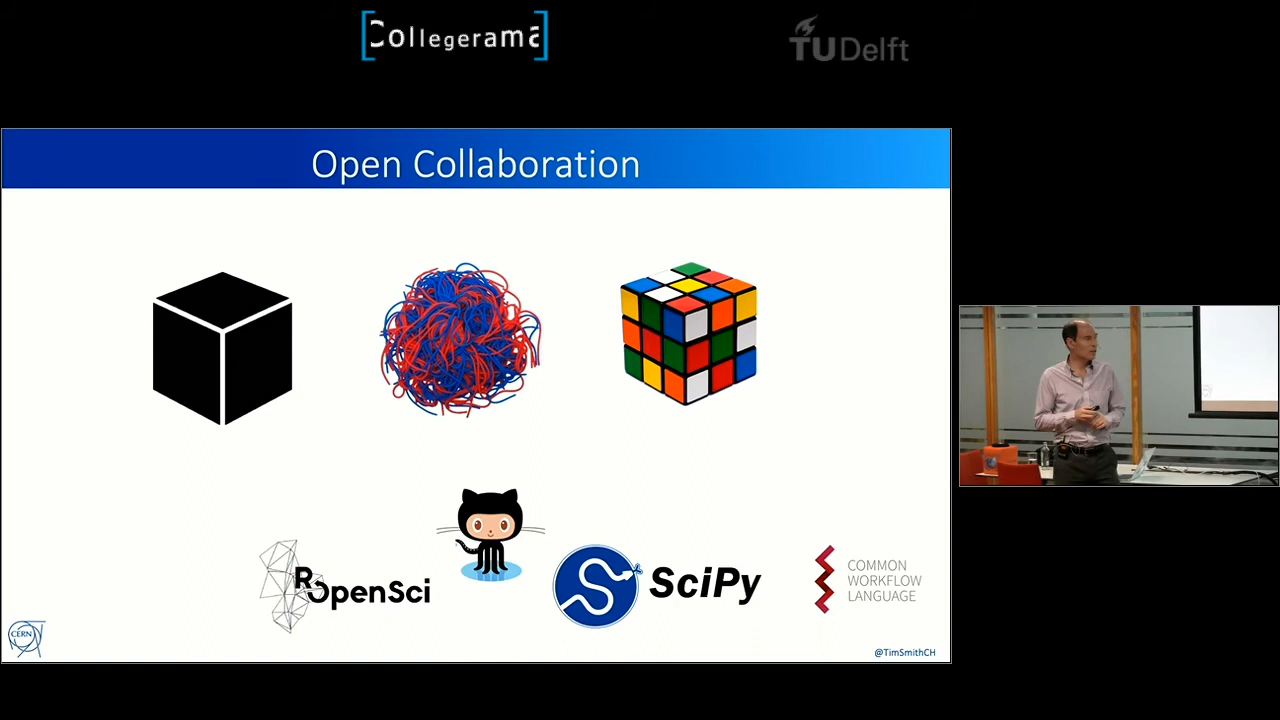 Collegerama
TU Delft
Open Collaboration
ROpenSci
SciPy
COMMON
WORKFLOW
LANGUAGE
CERN
@TimSmithCH